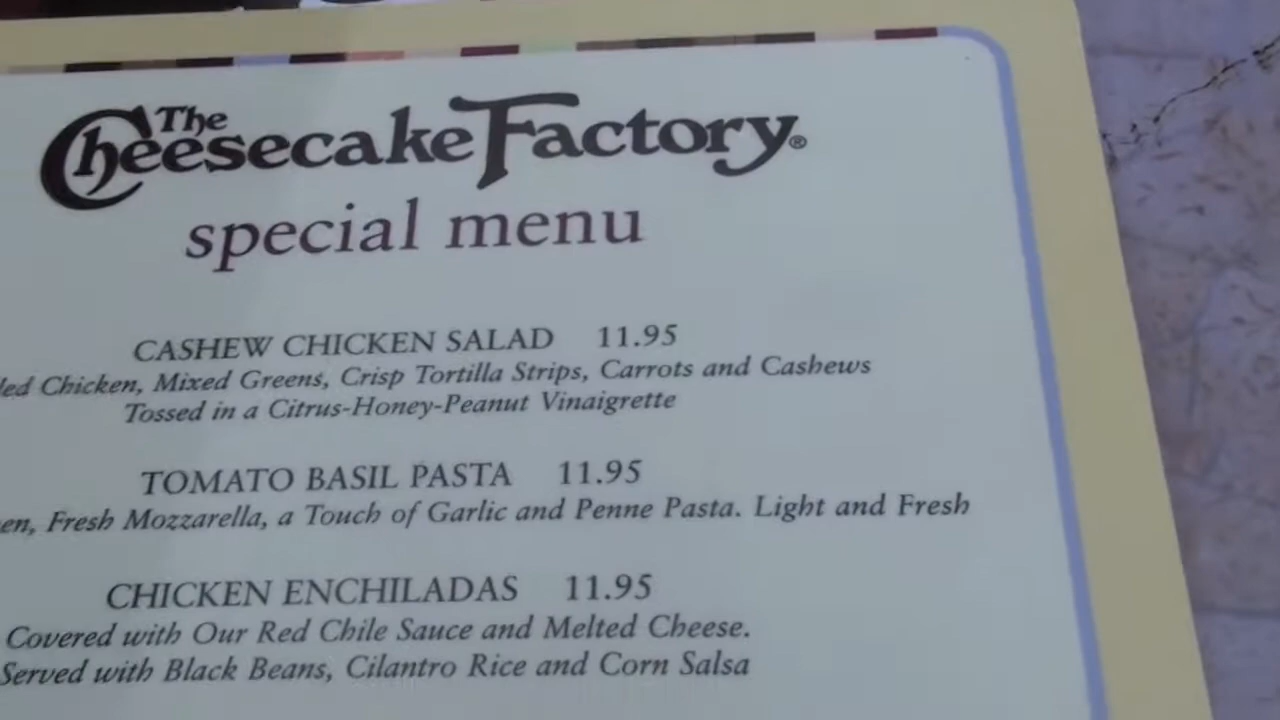 The Cheesecake Factory®
special menu
CASHEW CHICKEN SALAD 11.95
Chicken, Mixed Greens, Crisp Tortilla Strips, Carrots and Cashews
Tossed in a Citrus-Honey-Peanut Vinaigrette
TOMATO BASIL PASTA 11.95
Fresh Mozzarella, a Touch of Garlic and Penne Pasta. Light and Fresh
CHICKEN ENCHILADAS 11.95
Covered with Our Red Chile Sauce and Melted Cheese.
Served with Black Beans, Cilantro Rice and Corn Salsa